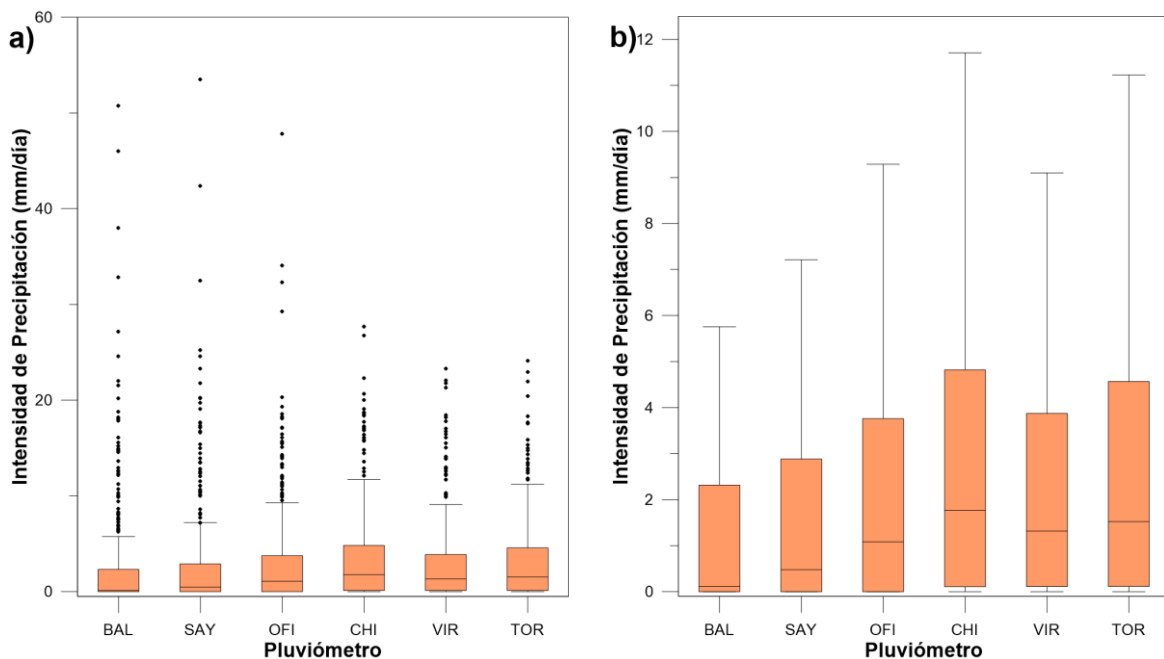 a)
Intensidad de Precipitación (mm/día)
60
40
20
0
BAL SAY OFI CHI VIR TOR
Pluviómetro
b)
Intensidad de Precipitación (mm/día)
12
10
8
6
4
2
0
BAL SAY OFI CHI VIR TOR
Pluviómetro